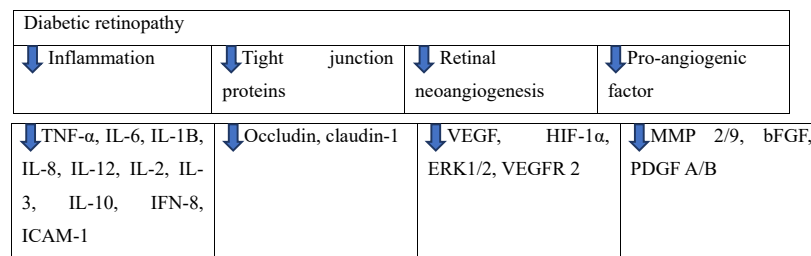 Diabetic retinopathy
Inflammation
Tight junction
proteins
Retinal
neoangiogenesis
Pro-angiogenic
factor
TNF-α, IL-6, IL-1B,
IL-8, IL-12, IL-2, IL-
3, IL-10, IFN-8,
ICAM-1
Occludin, claudin-1
VEGF, HIF-1α,
ERK1/2, VEGFR 2
MMP 2/9, bFGF,
PDGF A/B